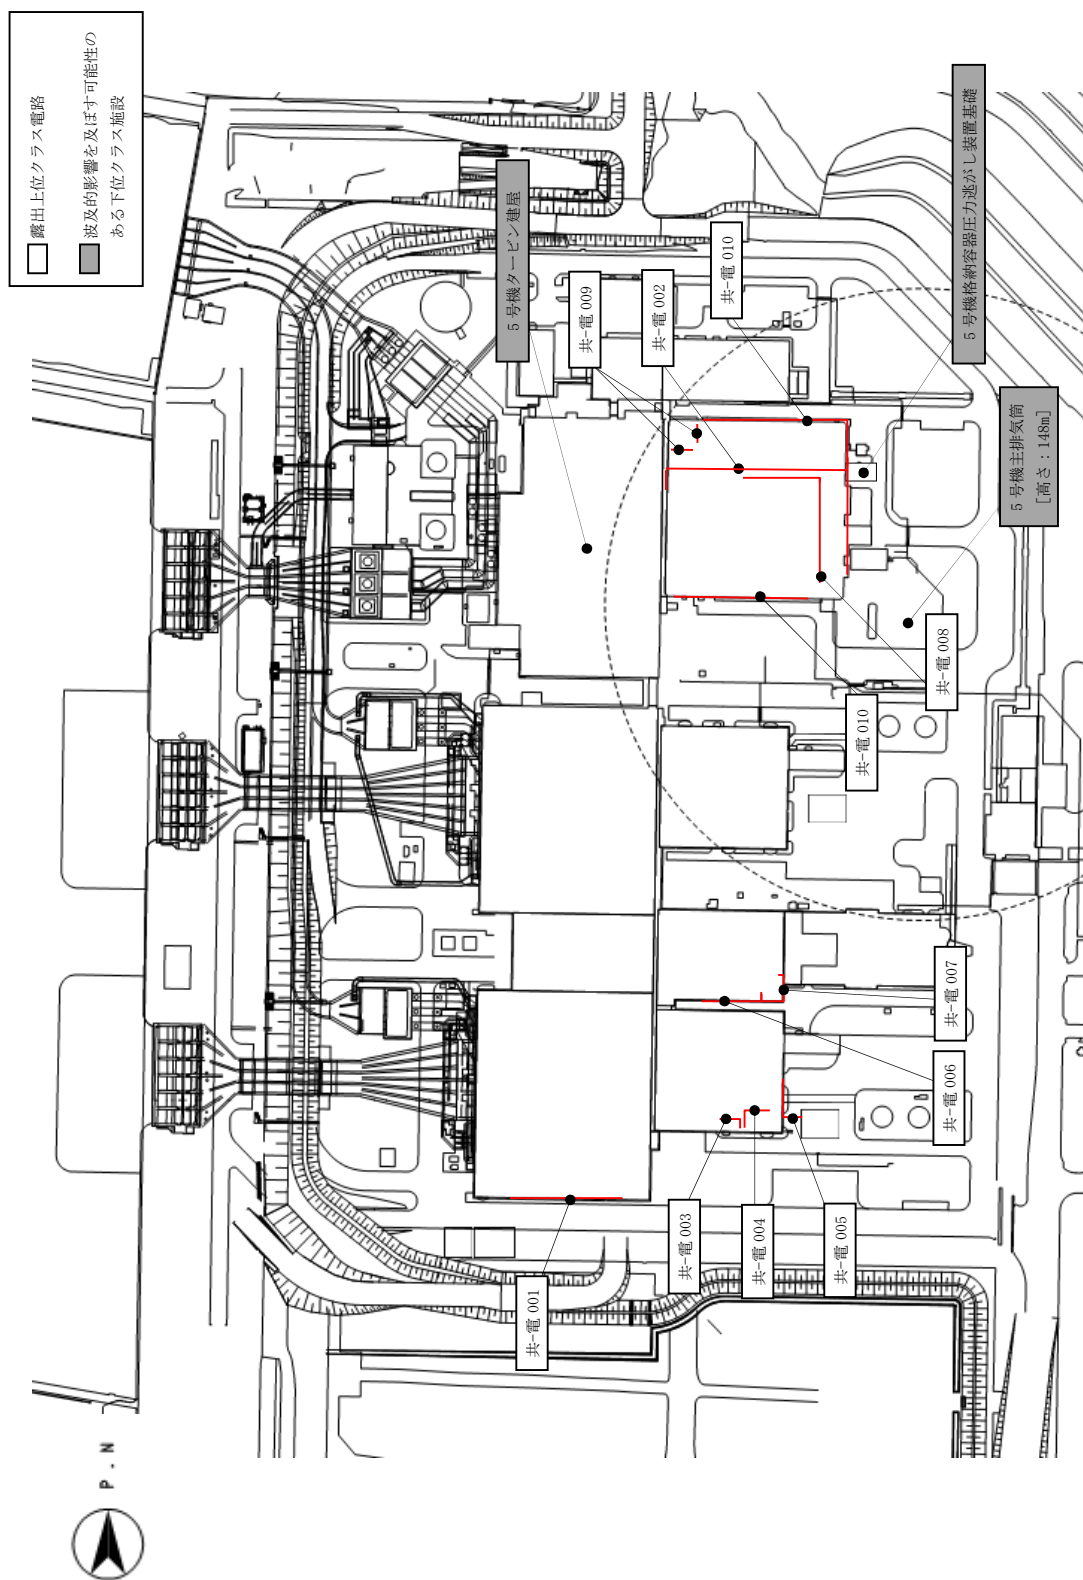 露出上位クラス電路
波及的影響を及ぼす可能性の
ある下位クラス施設
5号機タービン建屋
共-電 009
共-電 002
共-電 010
5号機格納容器圧力逃がし装置基礎
5号機主排気筒
[高さ：148m]
共-電 008
共-電 010
共-電 007
共-電 006
共-電 003
共-電 004
共-電 005
共-電 001
P.N